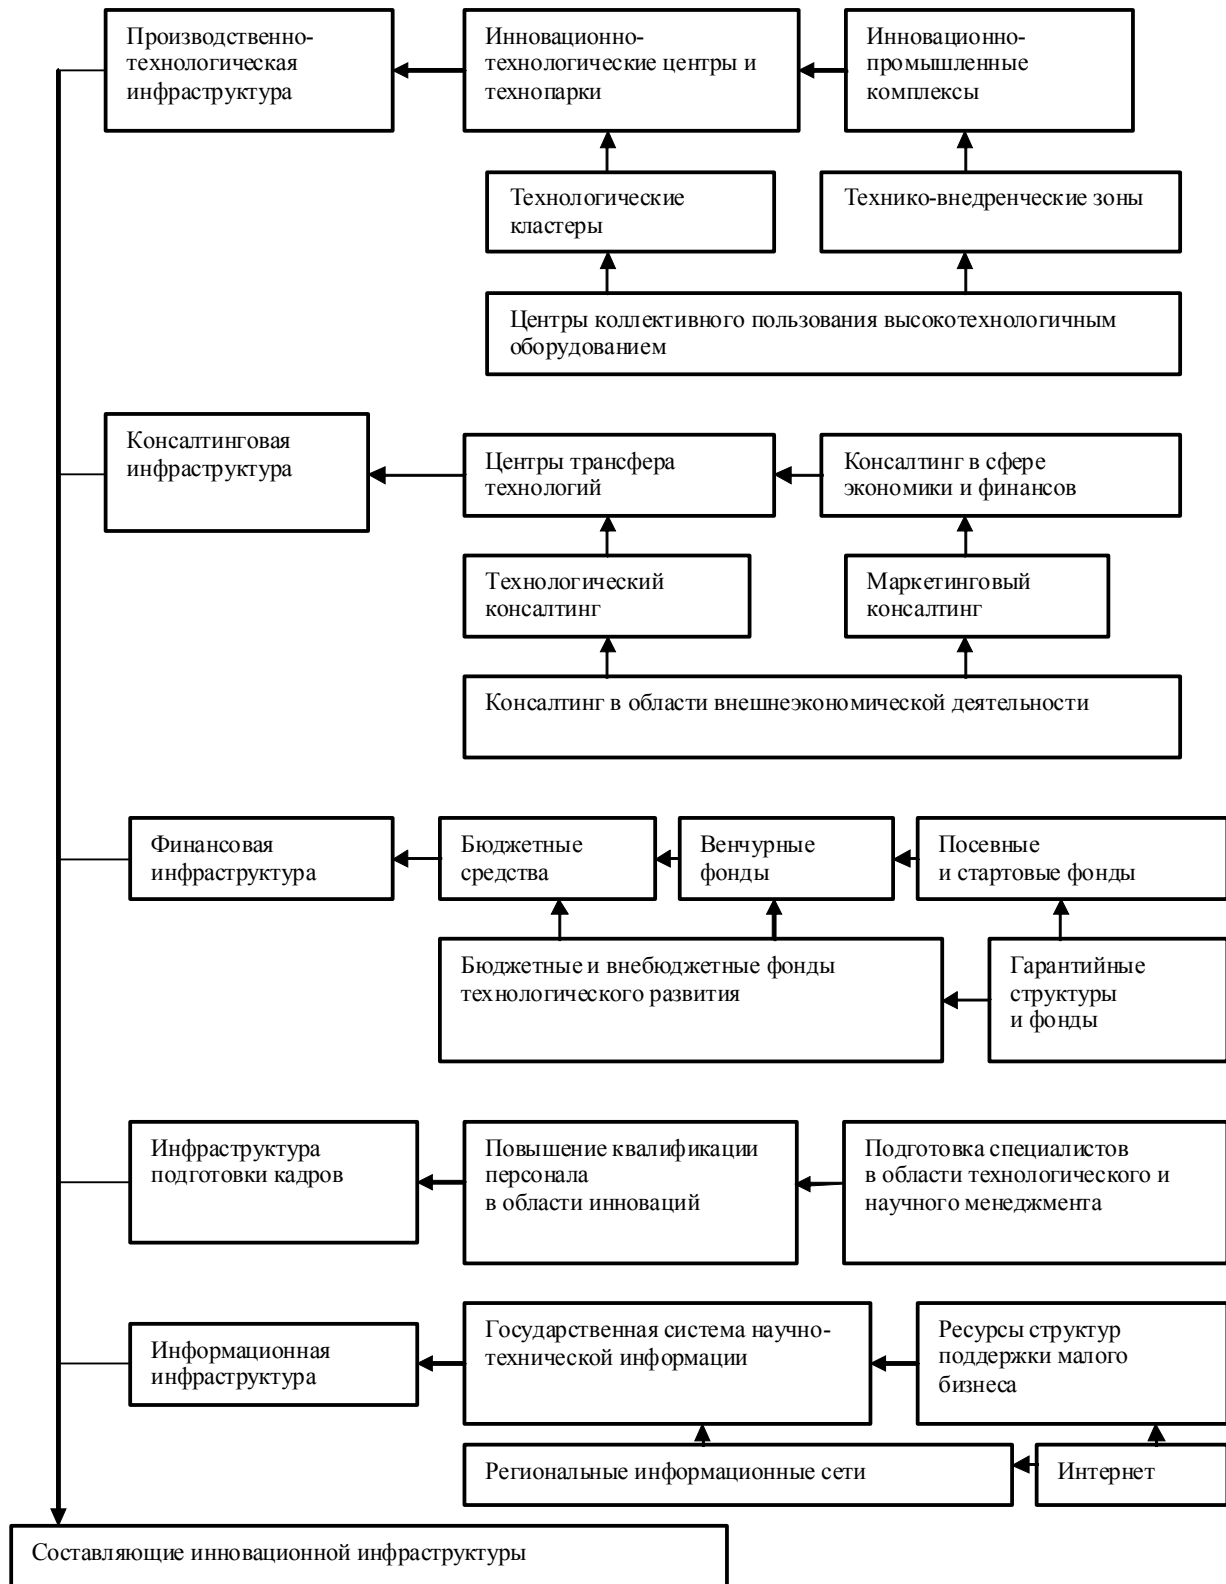 Производственно-
технологическая
инфраструктура
Инновационно-
технологические центры и
технопарки
Инновационно-
промышленные
комплексы
Технологические
кластеры
Технико-внедренческие зоны
Центры коллективного пользования высокотехнологичным
оборудованием
Консалтинговая
инфраструктура
Центры трансфера
технологий
Консалтинг в сфере
экономики и финансов
Технологический
консалтинг
Маркетинговый
консалтинг
Консалтинг в области внешнеэкономической деятельности
Финансовая
инфраструктура
Бюджетные
средства
Венчурные
фонды
Посевные
и стартовые фонды
Бюджетные и внебюджетные фонды
технологического развития
Гарантийные
структуры
и фонды
Инфраструктура
подготовки кадров
Повышение квалификации
персонала
в области инноваций
Подготовка специалистов
в области технологического и
научного менеджмента
Информационная
инфраструктура
Государственная система научно-
технической информации
Ресурсы структур
поддержки малого
бизнеса
Региональные информационные сети
Интернет
Составляющие инновационной инфраструктуры